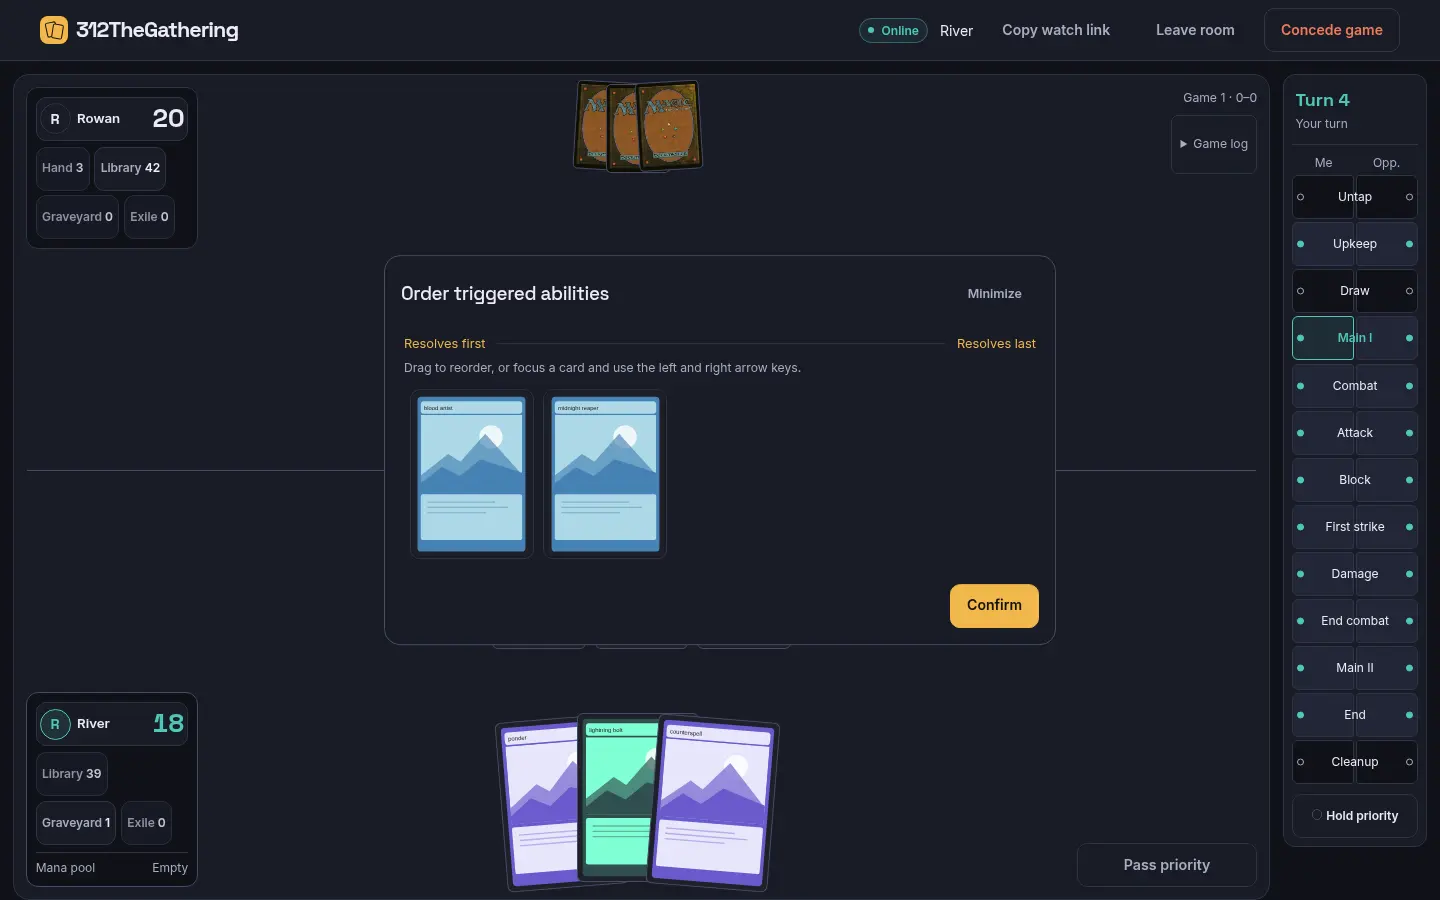 312TheGathering
Online
River
Copy watch link
Leave room
Concede game
R
Rowan
20
Hand 3
Library 42
Graveyard 0
Exile 0
Game 1 · 0–0
Game log
Order triggered abilities
Minimize
Resolves first
Resolves last
Drag to reorder, or focus a card and use the left and right arrow keys.
blood artist
midnight reaper
Confirm
R
River
18
Library 39
Graveyard 1
Exile 0
Mana pool
Empty
ponder
lightning bolt
counterspell
Pass priority
Turn 4
Your turn
Me
Opp.
Untap
Upkeep
Draw
Main I
Combat
Attack
Block
First strike
Damage
End combat
Main II
End
Cleanup
Hold priority